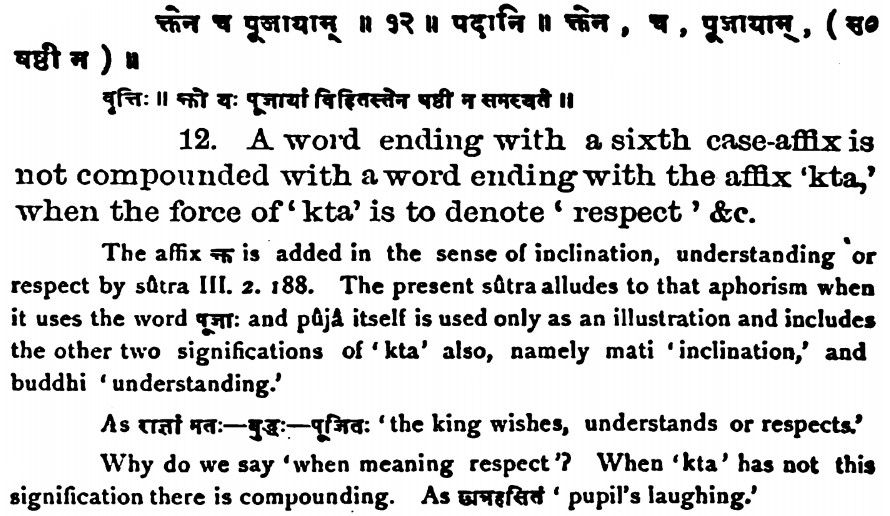 क्तेन च पूजायाम् ॥ १२ ॥ पदानि ॥ क्तेन , च , पूजायाम् , ( स०
षष्ठी न ) ॥
वृत्तिः ॥ क्तो यः पूजायां विहितस्तेन षष्ठी न समस्यते ॥
12. A word ending with a sixth case-affix is
not compounded with a word ending with the affix 'kta,'
when the force of 'kta' is to denote 'respect' &c.
The affix क्त is added in the sense of inclination, understanding or
respect by sûtra III. 2. 188. The present sûtra alludes to that aphorism when
it uses the word पूजाः and pûjâ itself is used only as an illustration and includes
the other two significations of 'kta' also, namely mati 'inclination,' and
buddhi 'understanding.'
As राज्ञां मतः—बुद्धः—पूजितः 'the king wishes, understands or respects.'
Why do we say 'when meaning respect'? When 'kta' has not this
signification there is compounding. As छात्रहसितं 'pupil's laughing.'